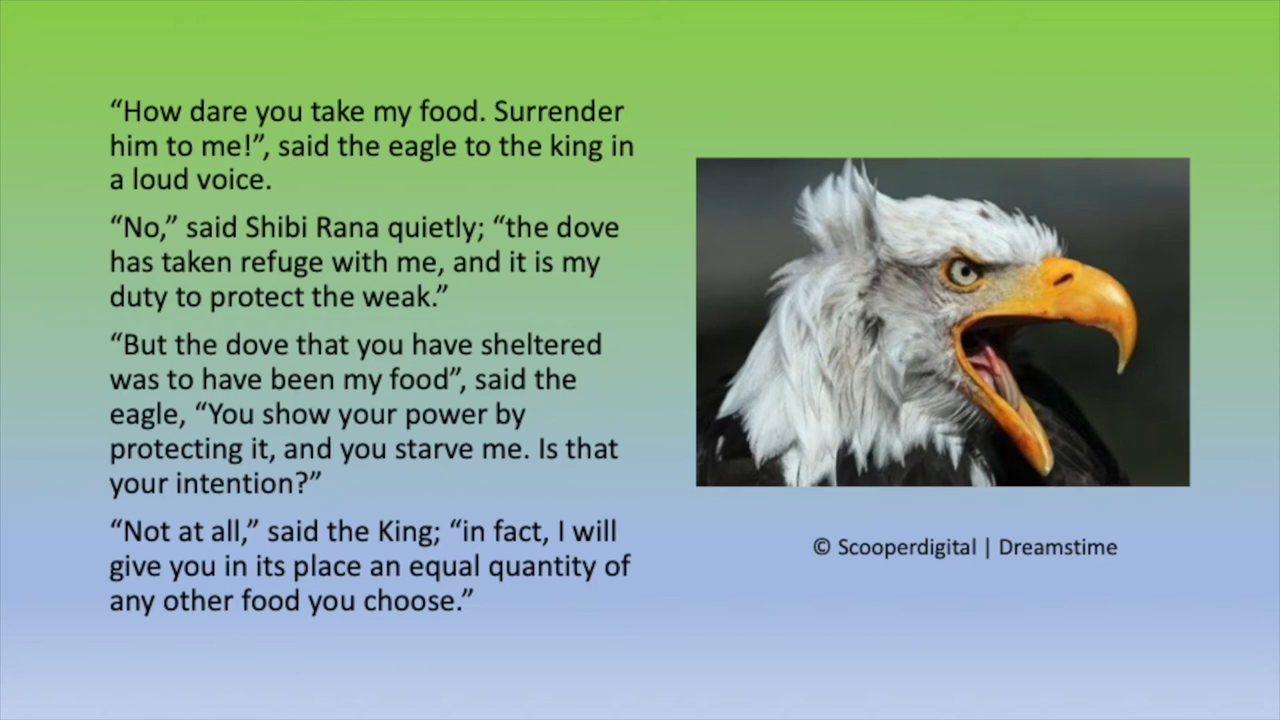 “How dare you take my food. Surrender
him to me!”, said the eagle to the king in
a loud voice.
“No,” said Shibi Rana quietly; “the dove
has taken refuge with me, and it is my
duty to protect the weak.”
“But the dove that you have sheltered
was to have been my food”, said the
eagle, “You show your power by
protecting it, and you starve me. Is that
your intention?”
“Not at all,” said the King; “in fact, I will
give you in its place an equal quantity of
any other food you choose.”
© Scooperdigital | Dreamstime